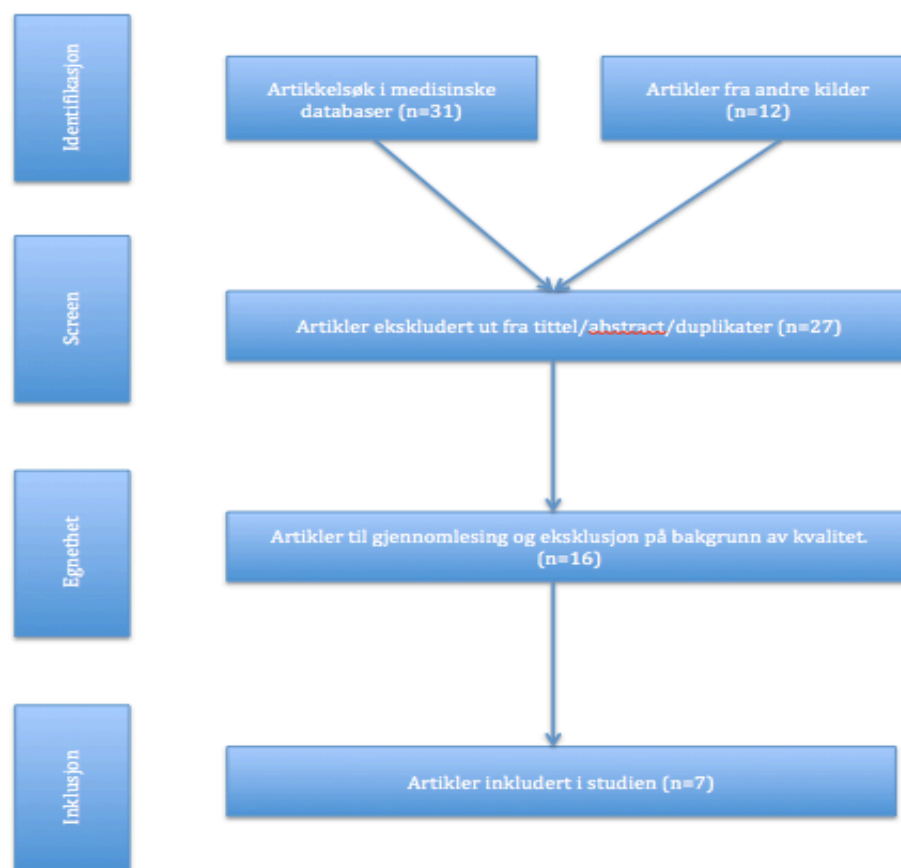 Identifikasjon
Artikkelsøk i medisinske
databaser (n=31)
Artikler fra andre kilder
(n=12)
Screen
Artikler ekskludert ut fra tittel/abstract/duplikater (n=27)
Egnethet
Artikler til gjennomlesing og eksklusjon på bakgrunn av kvalitet.
(n=16)
Inklusjon
Artikler inkludert i studien (n=7)